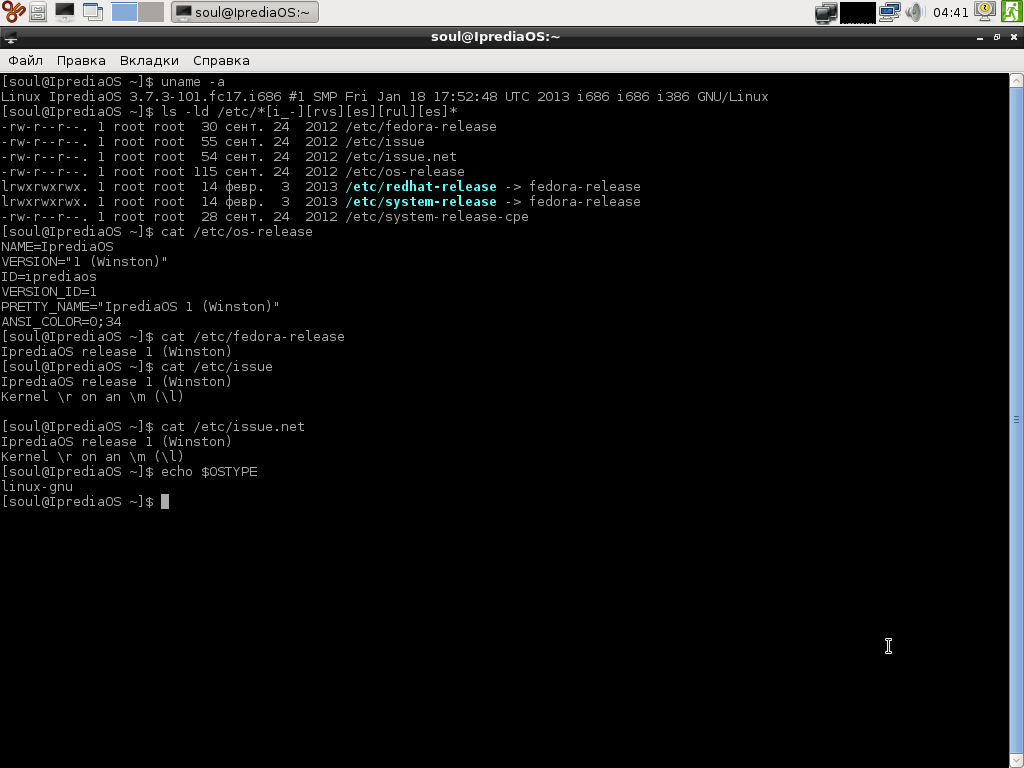 soul@IprediaOS:~
04:41
soul@IprediaOS:~
Файл Правка Вкладки Справка
[soul@IprediaOS ~]$ uname -a
Linux IprediaOS 3.7.3-101.fc17.i686 #1 SMP Fri Jan 18 17:52:48 UTC 2013 i686 i686 i386 GNU/Linux
[soul@IprediaOS ~]$ ls -ld /etc/*[i_-][rvs][es][rul][es]*
-rw-r--r--. 1 root root  30 сент. 24  2012 /etc/fedora-release
-rw-r--r--. 1 root root  55 сент. 24  2012 /etc/issue
-rw-r--r--. 1 root root  54 сент. 24  2012 /etc/issue.net
-rw-r--r--. 1 root root 115 сент. 24  2012 /etc/os-release
lrwxrwxrwx. 1 root root  14 февр.  3  2013 /etc/redhat-release -> fedora-release
lrwxrwxrwx. 1 root root  14 февр.  3  2013 /etc/system-release -> fedora-release
-rw-r--r--. 1 root root  28 сент. 24  2012 /etc/system-release-cpe
[soul@IprediaOS ~]$ cat /etc/os-release
NAME=IprediaOS
VERSION="1 (Winston)"
ID=iprediaos
VERSION_ID=1
PRETTY_NAME="IprediaOS 1 (Winston)"
ANSI_COLOR=0;34
[soul@IprediaOS ~]$ cat /etc/fedora-release
IprediaOS release 1 (Winston)
[soul@IprediaOS ~]$ cat /etc/issue
IprediaOS release 1 (Winston)
Kernel \r on an \m (\l)
[soul@IprediaOS ~]$ cat /etc/issue.net
IprediaOS release 1 (Winston)
Kernel \r on an \m (\l)
[soul@IprediaOS ~]$ echo $OSTYPE
linux-gnu
[soul@IprediaOS ~]$